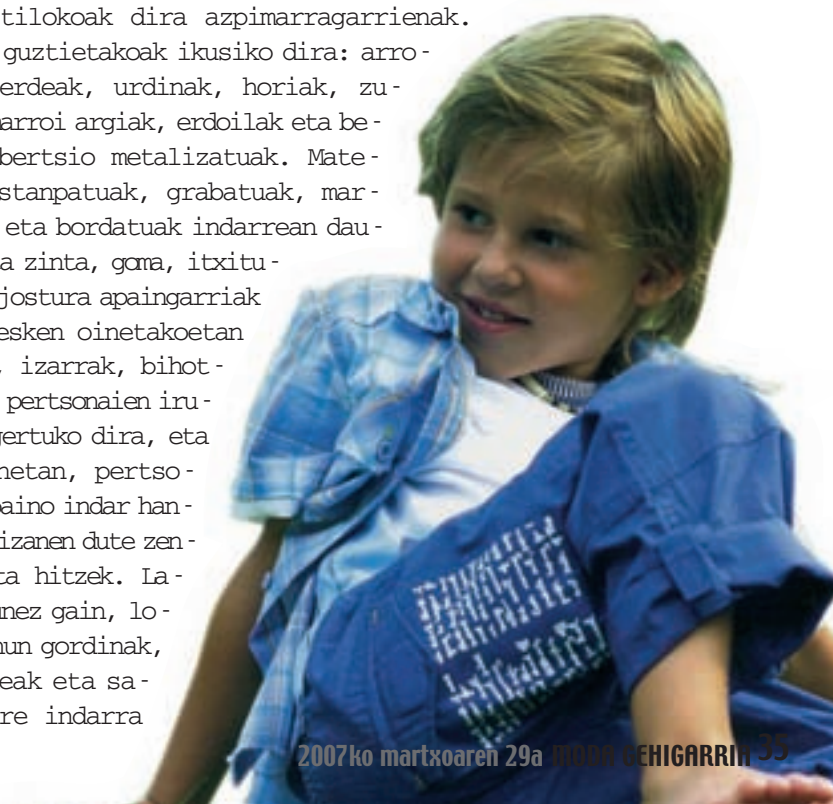 tilokoak dira azpimarragarrienak.
guztietakoak ikusiko dira: arro-
erdeak, urdinak, horiak, zu-
arroi argiak, erdoilak eta be-
bertsio metalizatuak. Mate-
stanpatuak, grabatuak, mar-
eta bordatuak indarrean dau-
a zinta, goma, itxitu-
jostura apaingarriak
esken oinetakoetan
, izarrak, bihot-
pertsonaien iru-
gertuko dira, eta
netan, pertso-
baino indar han-
izanen dute zen-
ta hitzek. La-
unez gain, lo-
hun gordinak,
eak eta sa-
re indarra
2007ko martxoaren 29a MODA GEHIGARRIA 35